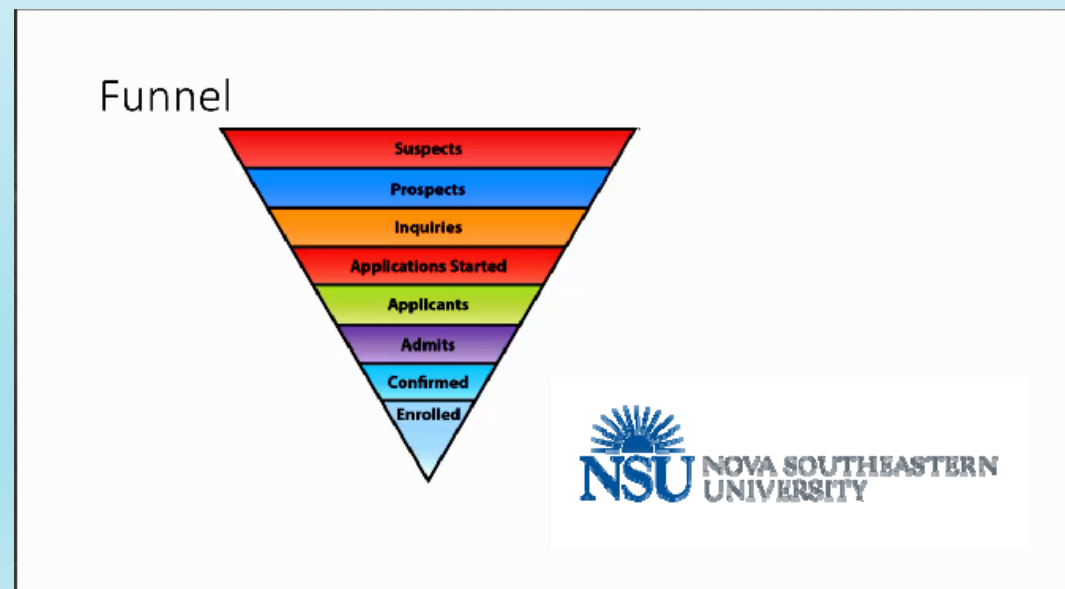 Funnel
Suspects
Prospects
Inquiries
Applications Started
Applicants
Admits
Confirmed
Enrolled
NSU NOVA SOUTHEASTERN
UNIVERSITY